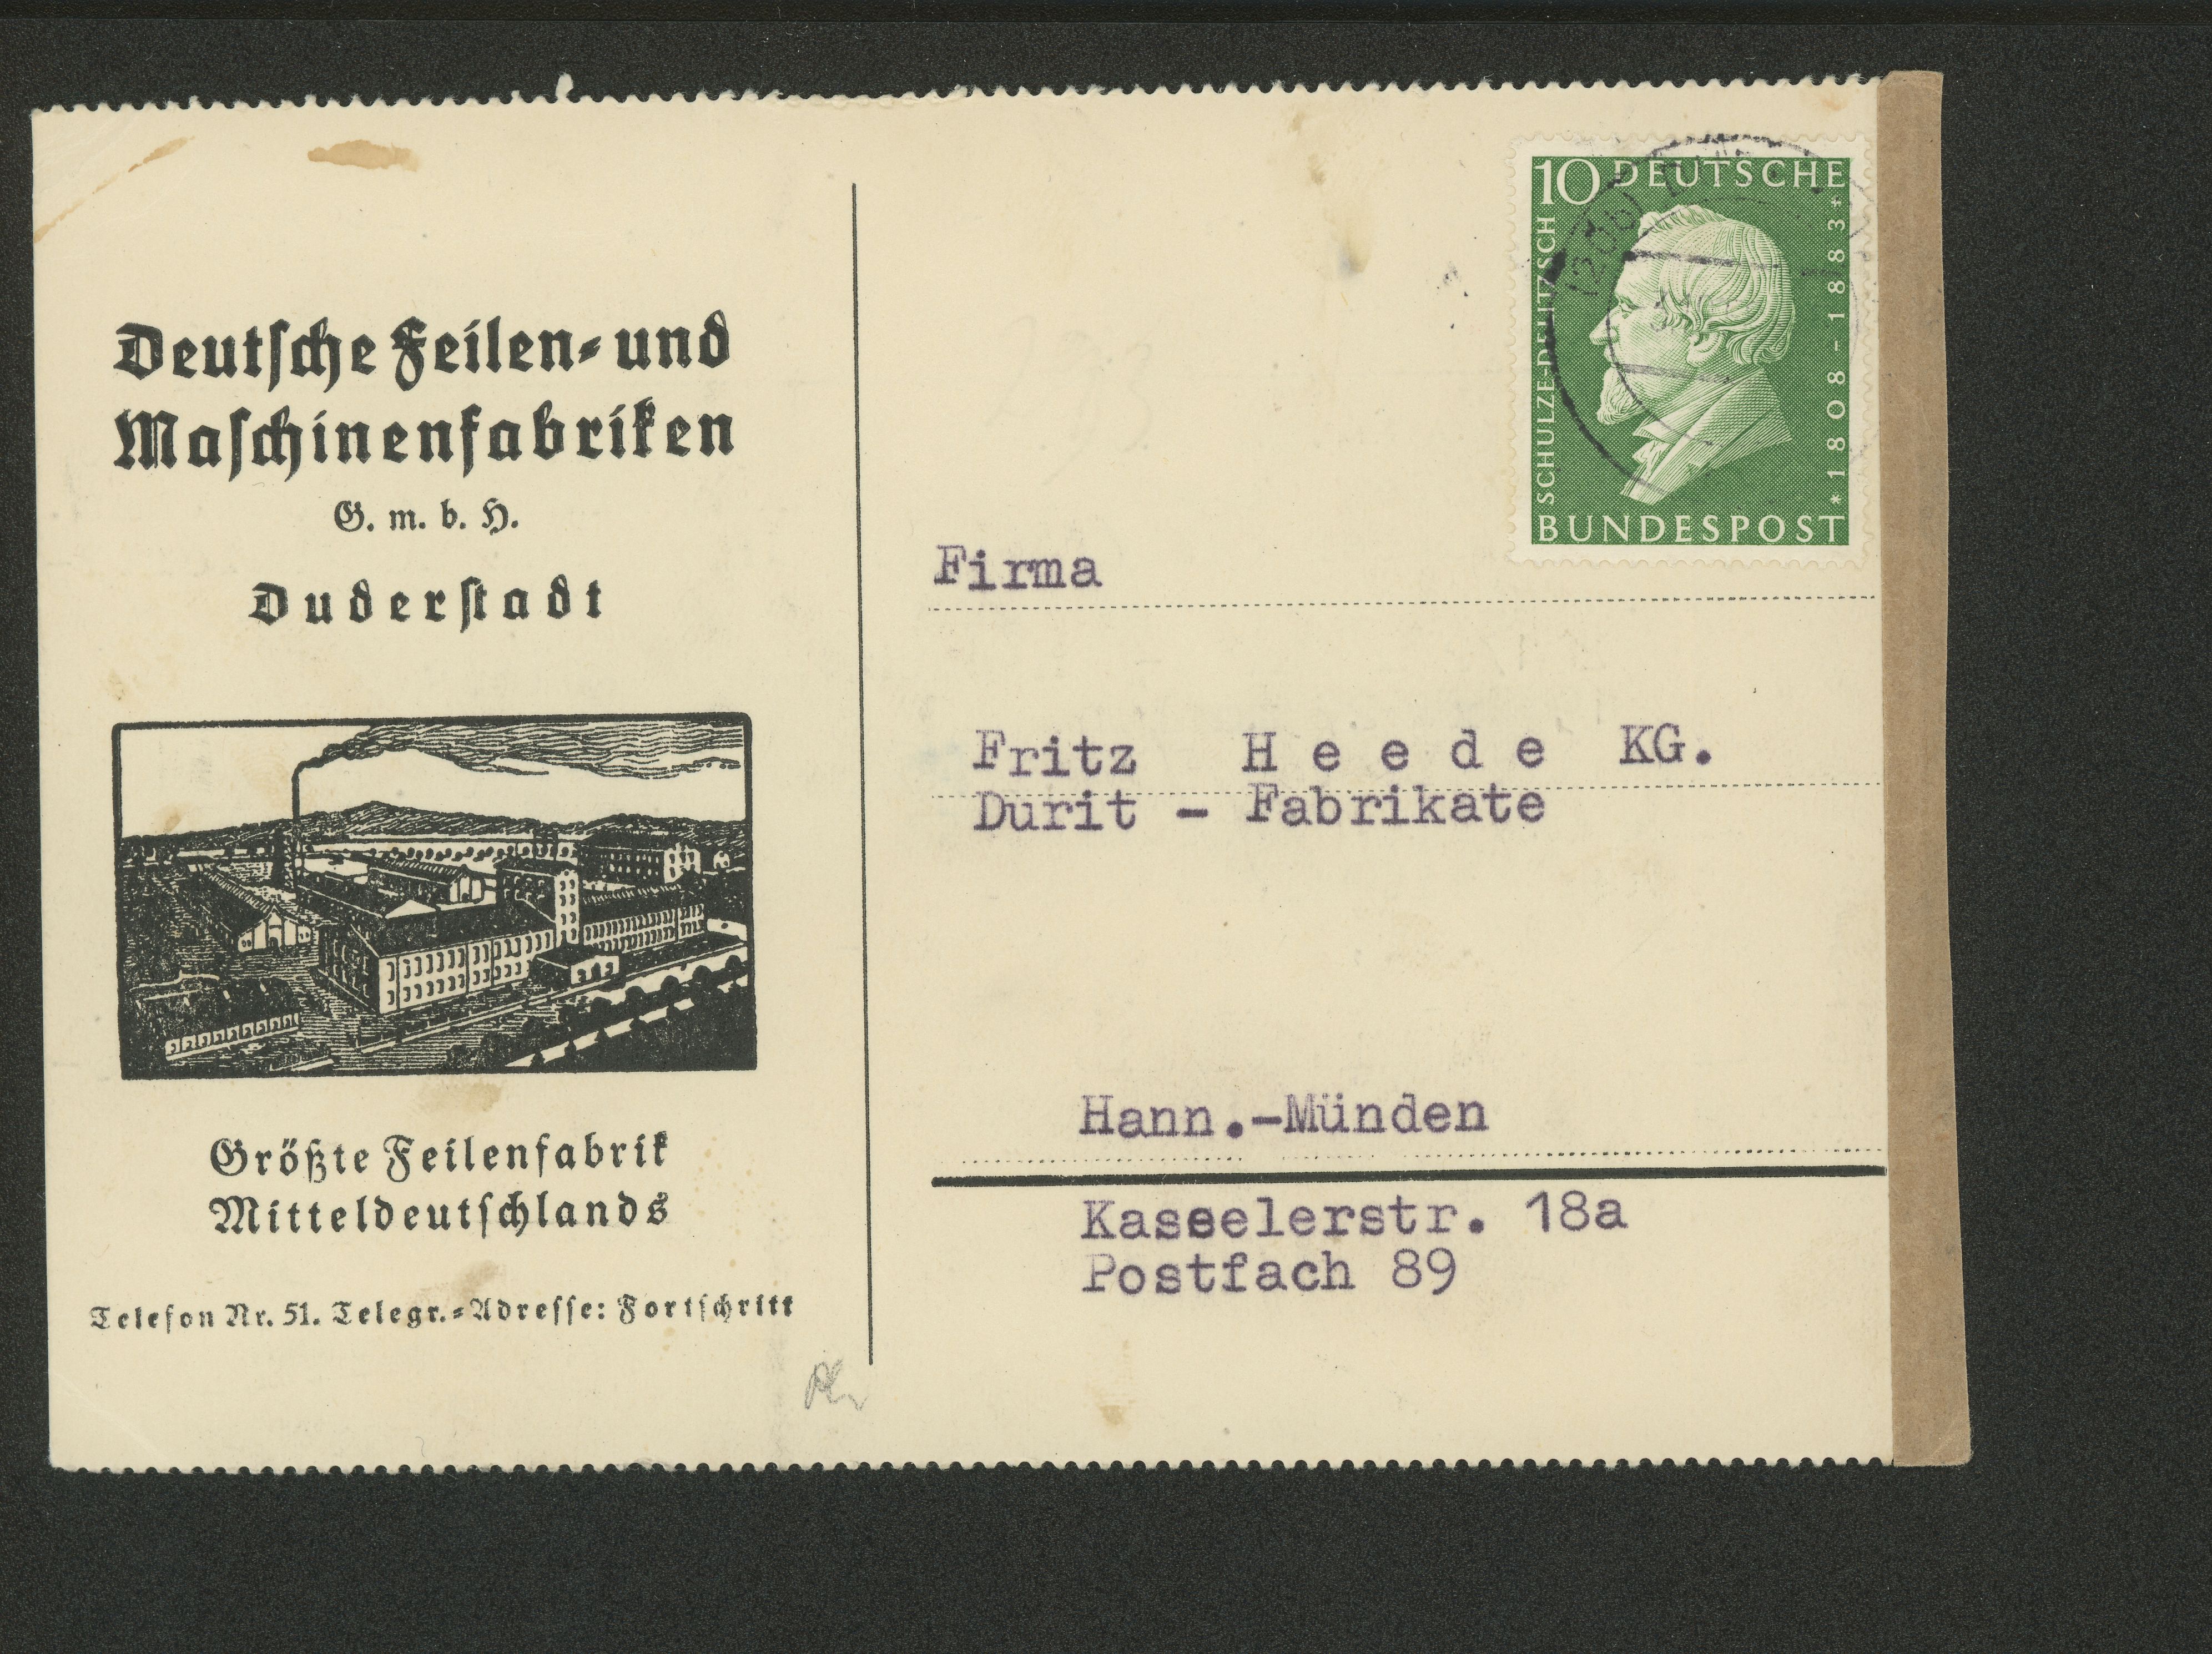 Deutsche Feilen- und
Maschinenfabriken
G. m. b. H.
Duderstadt
Größte Feilenfabrik
Mitteldeutschlands
Telefon Nr. 51. Telegr.-Adresse: Fortschritt
10 DEUTSCHE
SCHULZE-DELITZSCH
* 1808 - 1883 +
BUNDESPOST
Firma
Fritz H e e d e KG.
Durit - Fabrikate
Hann.-Münden
Kasselerstr. 18a
Postfach 89